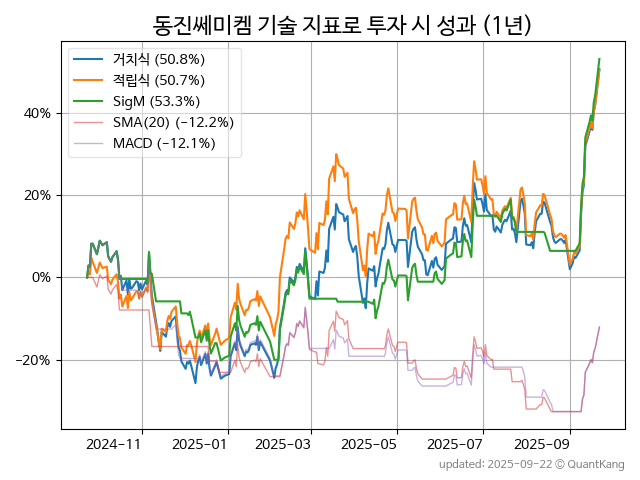 동진쎄미켐 기술 지표로 투자 시 성과 (1년)
거치식 (50.8%)
적립식 (50.7%)
SigM (53.3%)
SMA(20) (−12.2%)
MACD (−12.1%)
40%
20%
0%
−20%
2024-11
2025-01
2025-03
2025-05
2025-07
2025-09
updated: 2025-09-22 © QuantKang